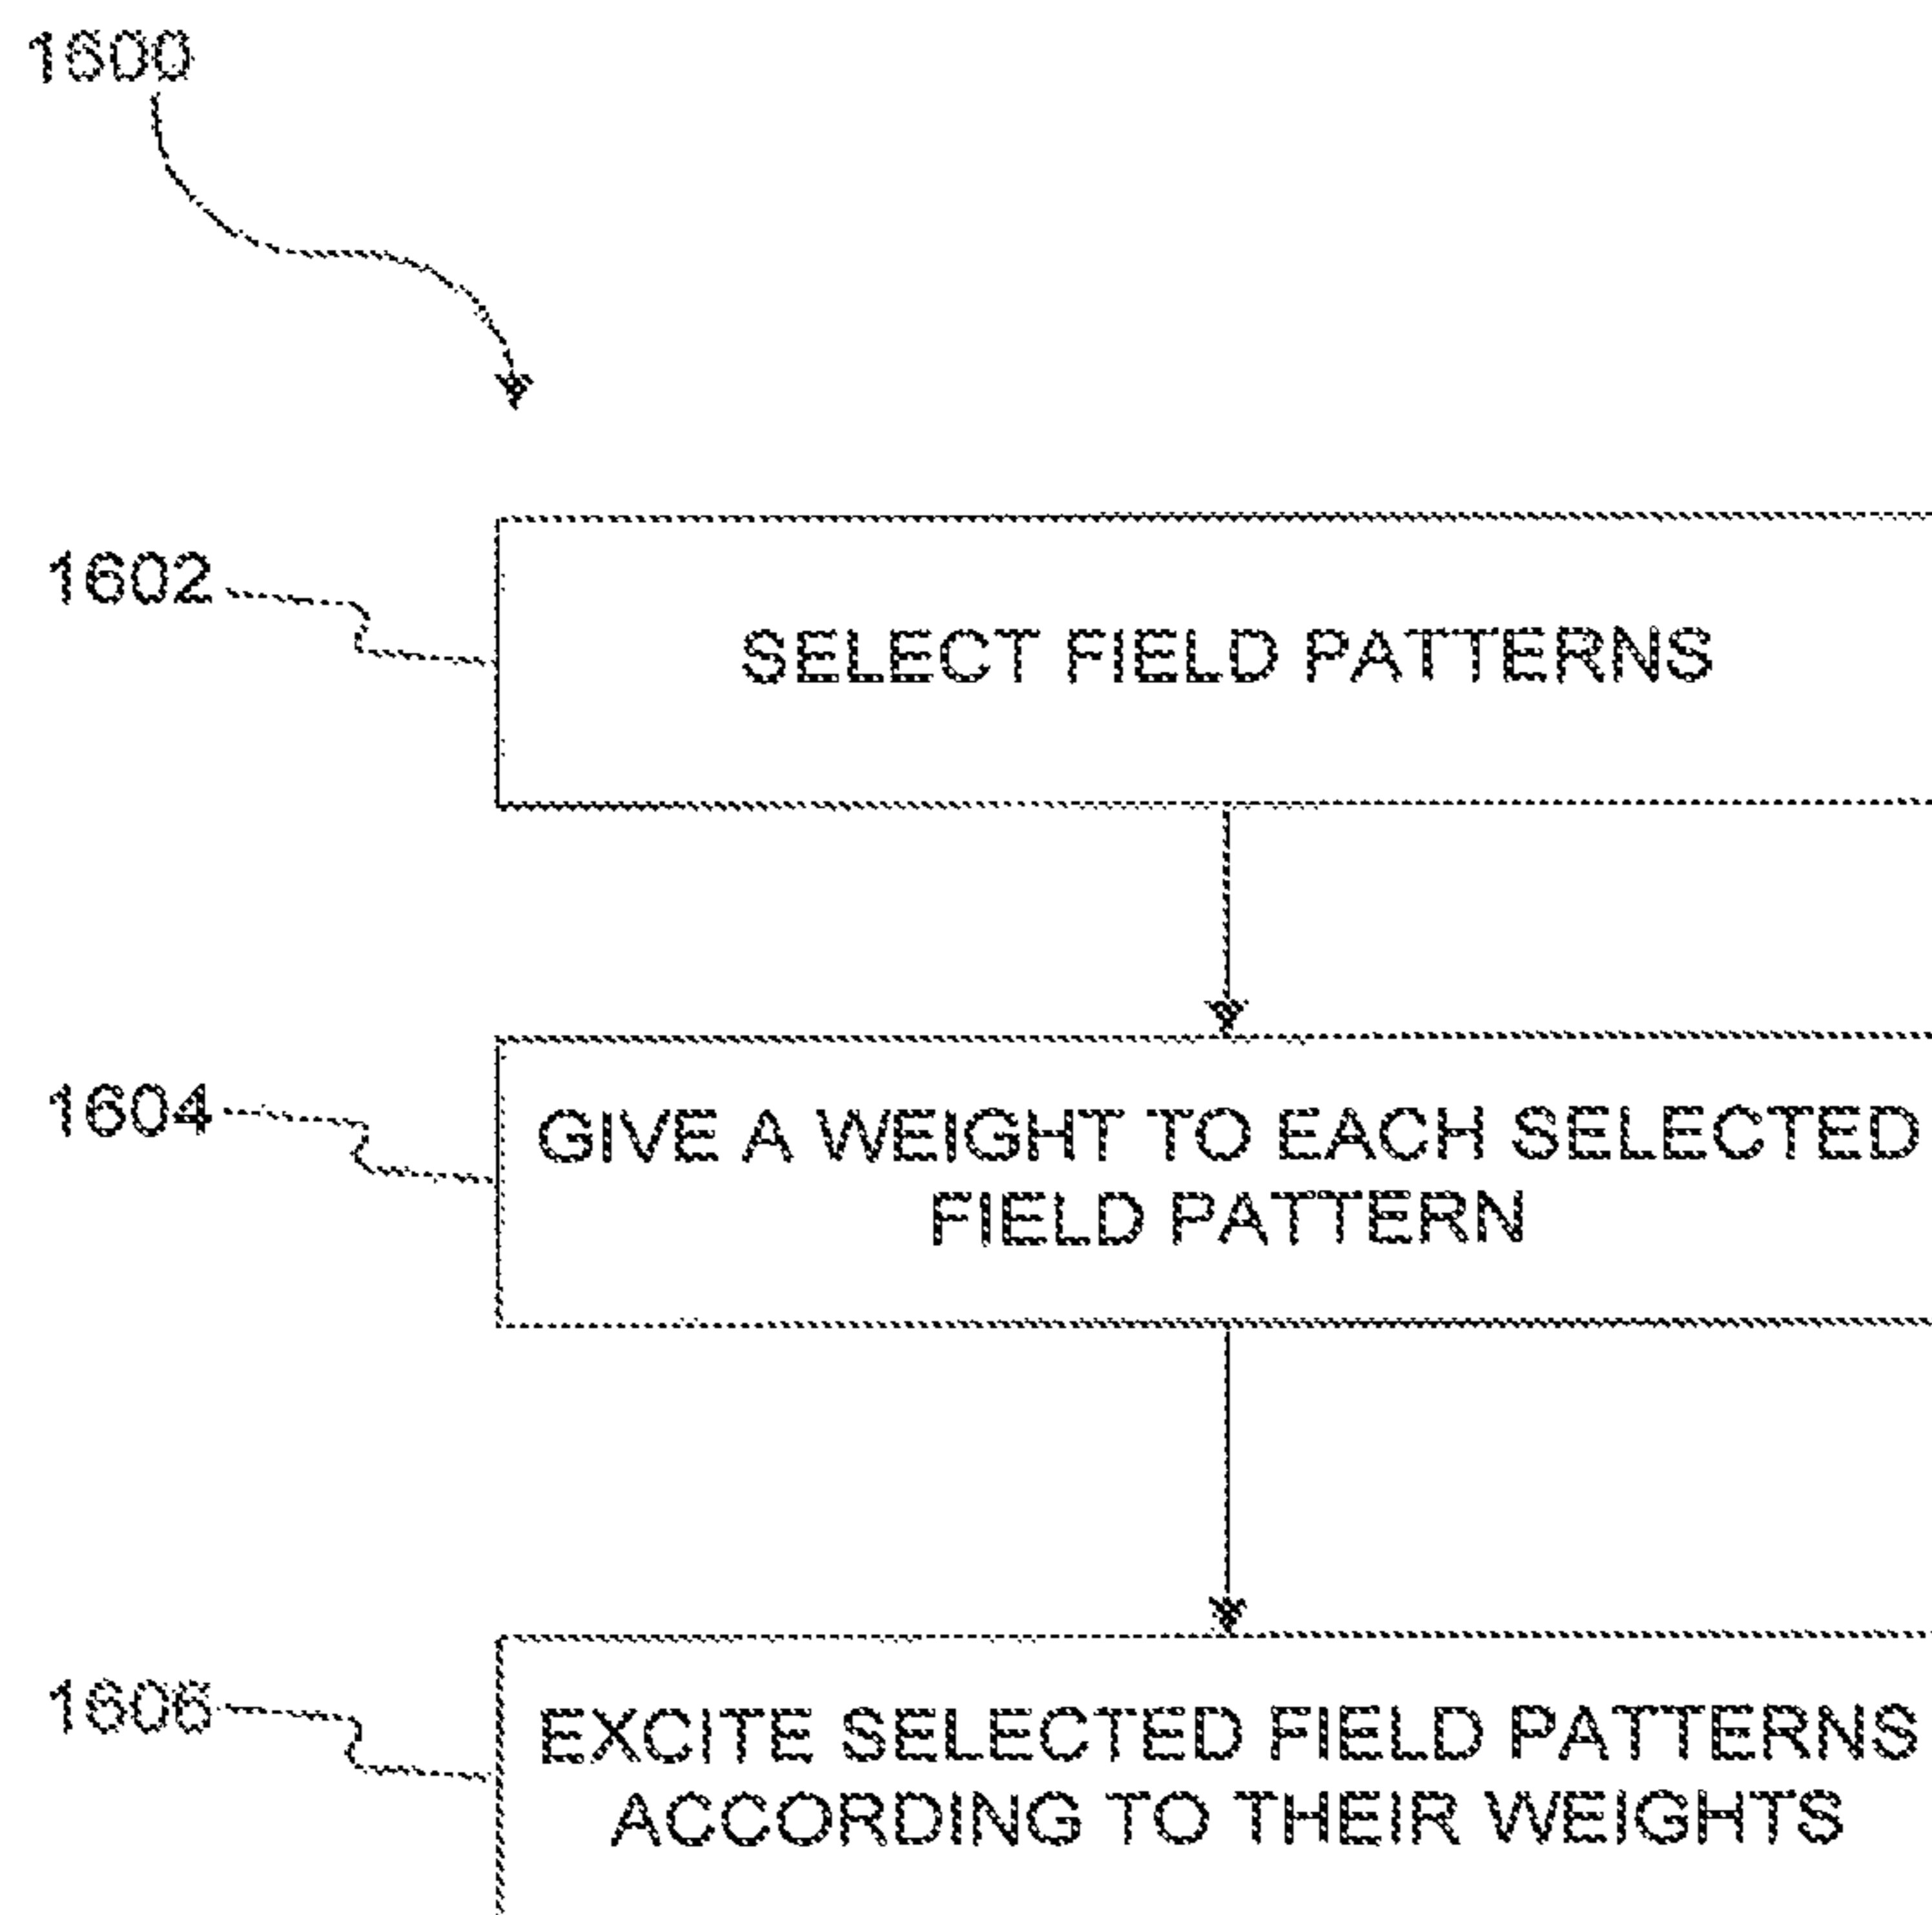 1600
1602
SELECT FIELD PATTERNS
1604
GIVE A WEIGHT TO EACH SELECTED
FIELD PATTERN
1606
EXCITE SELECTED FIELD PATTERNS
ACCORDING TO THEIR WEIGHTS